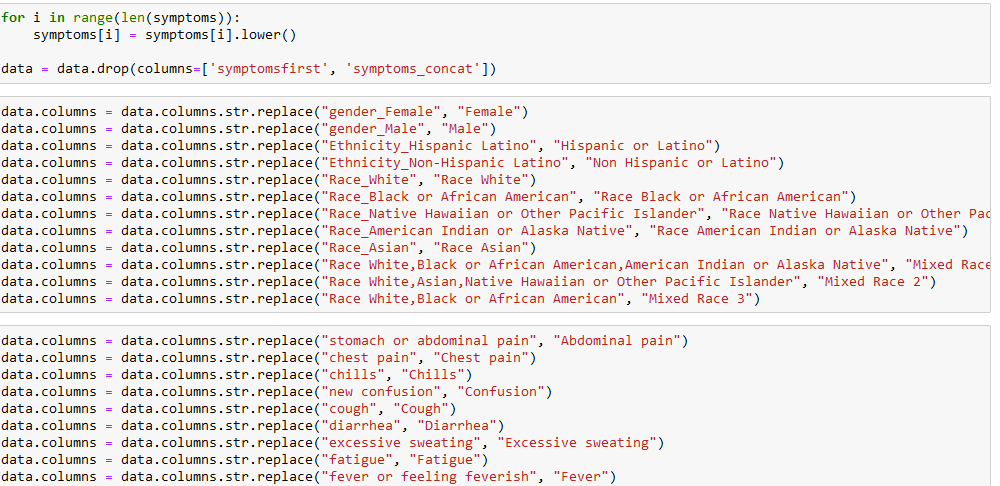 for i in range(len(symptoms)):
    symptoms[i] = symptoms[i].lower()
data = data.drop(columns=['symptomsfirst', 'symptoms_concat'])
data.columns = data.columns.str.replace("gender_Female", "Female")
data.columns = data.columns.str.replace("gender_Male", "Male")
data.columns = data.columns.str.replace("Ethnicity_Hispanic Latino", "Hispanic or Latino")
data.columns = data.columns.str.replace("Ethnicity_Non-Hispanic Latino", "Non Hispanic or Latino")
data.columns = data.columns.str.replace("Race_White", "Race White")
data.columns = data.columns.str.replace("Race_Black or African American", "Race Black or African American")
data.columns = data.columns.str.replace("Race_Native Hawaiian or Other Pacific Islander", "Race Native Hawaiian or Other Pac
data.columns = data.columns.str.replace("Race_American Indian or Alaska Native", "Race American Indian or Alaska Native")
data.columns = data.columns.str.replace("Race_Asian", "Race Asian")
data.columns = data.columns.str.replace("Race White,Black or African American,American Indian or Alaska Native", "Mixed Race
data.columns = data.columns.str.replace("Race White,Asian,Native Hawaiian or Other Pacific Islander", "Mixed Race 2")
data.columns = data.columns.str.replace("Race White,Black or African American", "Mixed Race 3")
data.columns = data.columns.str.replace("stomach or abdominal pain", "Abdominal pain")
data.columns = data.columns.str.replace("chest pain", "Chest pain")
data.columns = data.columns.str.replace("chills", "Chills")
data.columns = data.columns.str.replace("new confusion", "Confusion")
data.columns = data.columns.str.replace("cough", "Cough")
data.columns = data.columns.str.replace("diarrhea", "Diarrhea")
data.columns = data.columns.str.replace("excessive sweating", "Excessive sweating")
data.columns = data.columns.str.replace("fatigue", "Fatigue")
data.columns = data.columns.str.replace("fever or feeling feverish", "Fever")